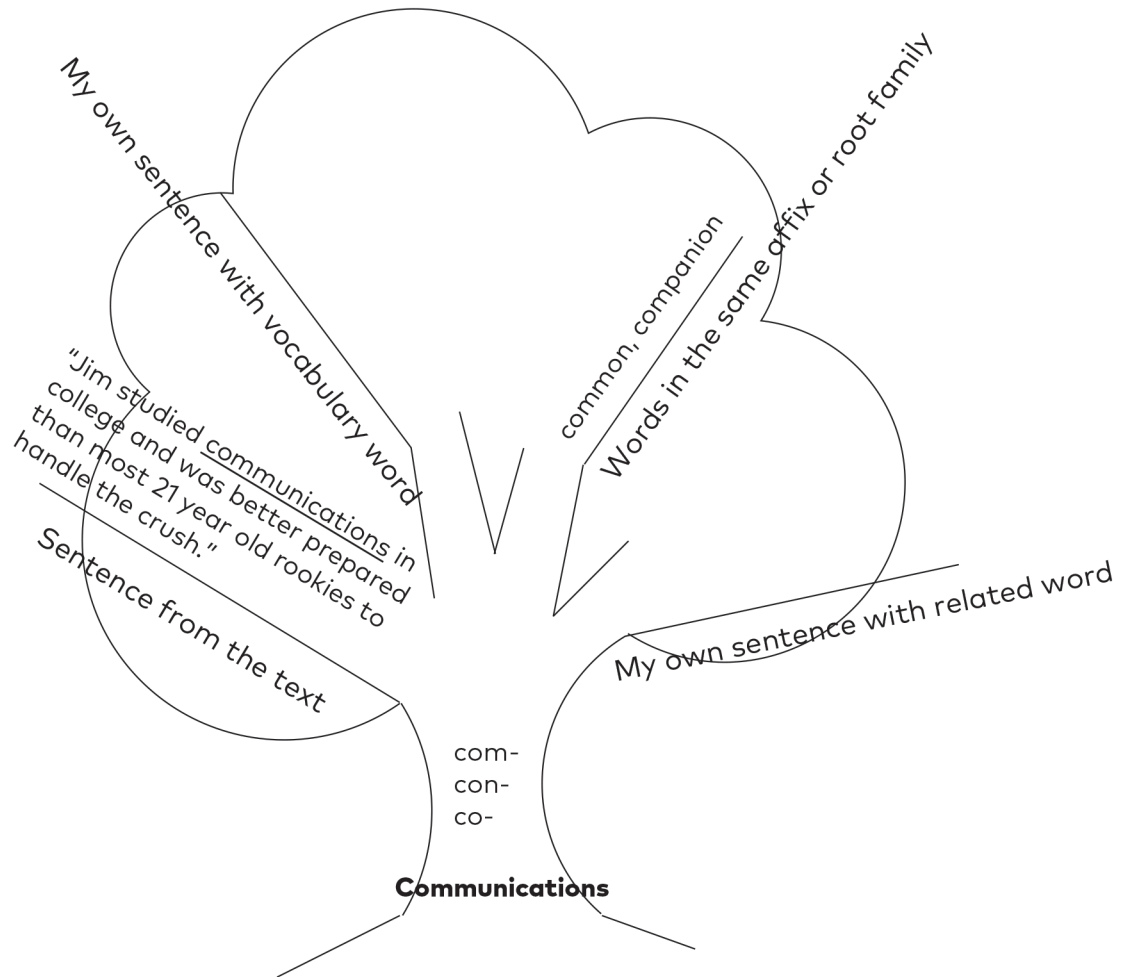 My own sentence with vocabulary word
Words in the same affix or root family
common, companion
"Jim studied communications in
college and was better prepared
than most 21 year old rookies to
handle the crush."
Sentence from the text
My own sentence with related word
com-
con-
co-
Communications